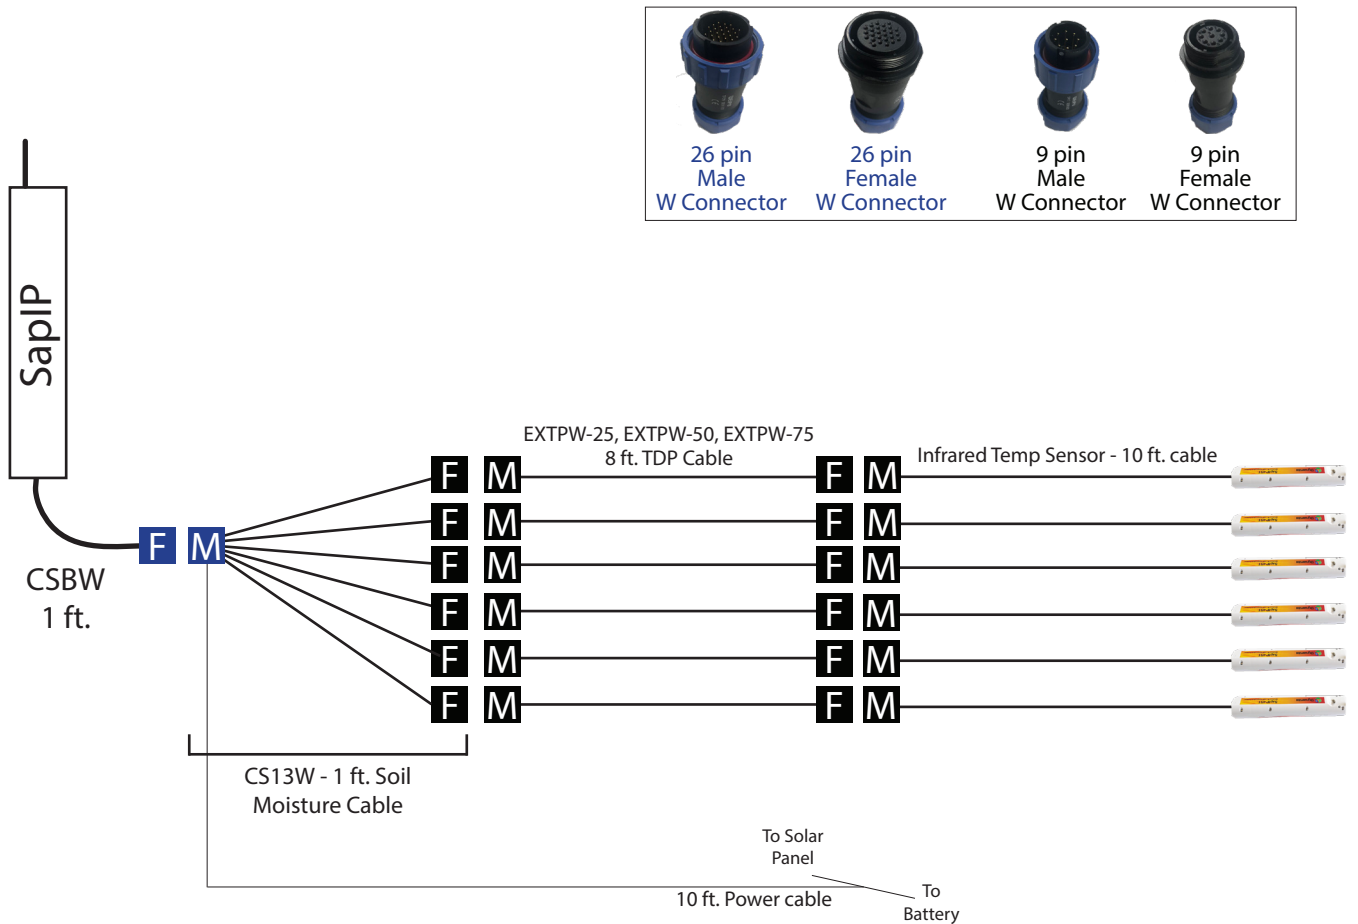 26 pin
Male
W Connector
26 pin
Female
W Connector
9 pin
Male
W Connector
9 pin
Female
W Connector
SapIP
CSBW
1 ft.
F M
EXTPW-25, EXTPW-50, EXTPW-75
8 ft. TDP Cable
Infrared Temp Sensor - 10 ft. cable
F M F M
F M F M
F M F M
F M F M
F M F M
F M F M
CS13W - 1 ft. Soil
Moisture Cable
To Solar
Panel
10 ft. Power cable
To
Battery